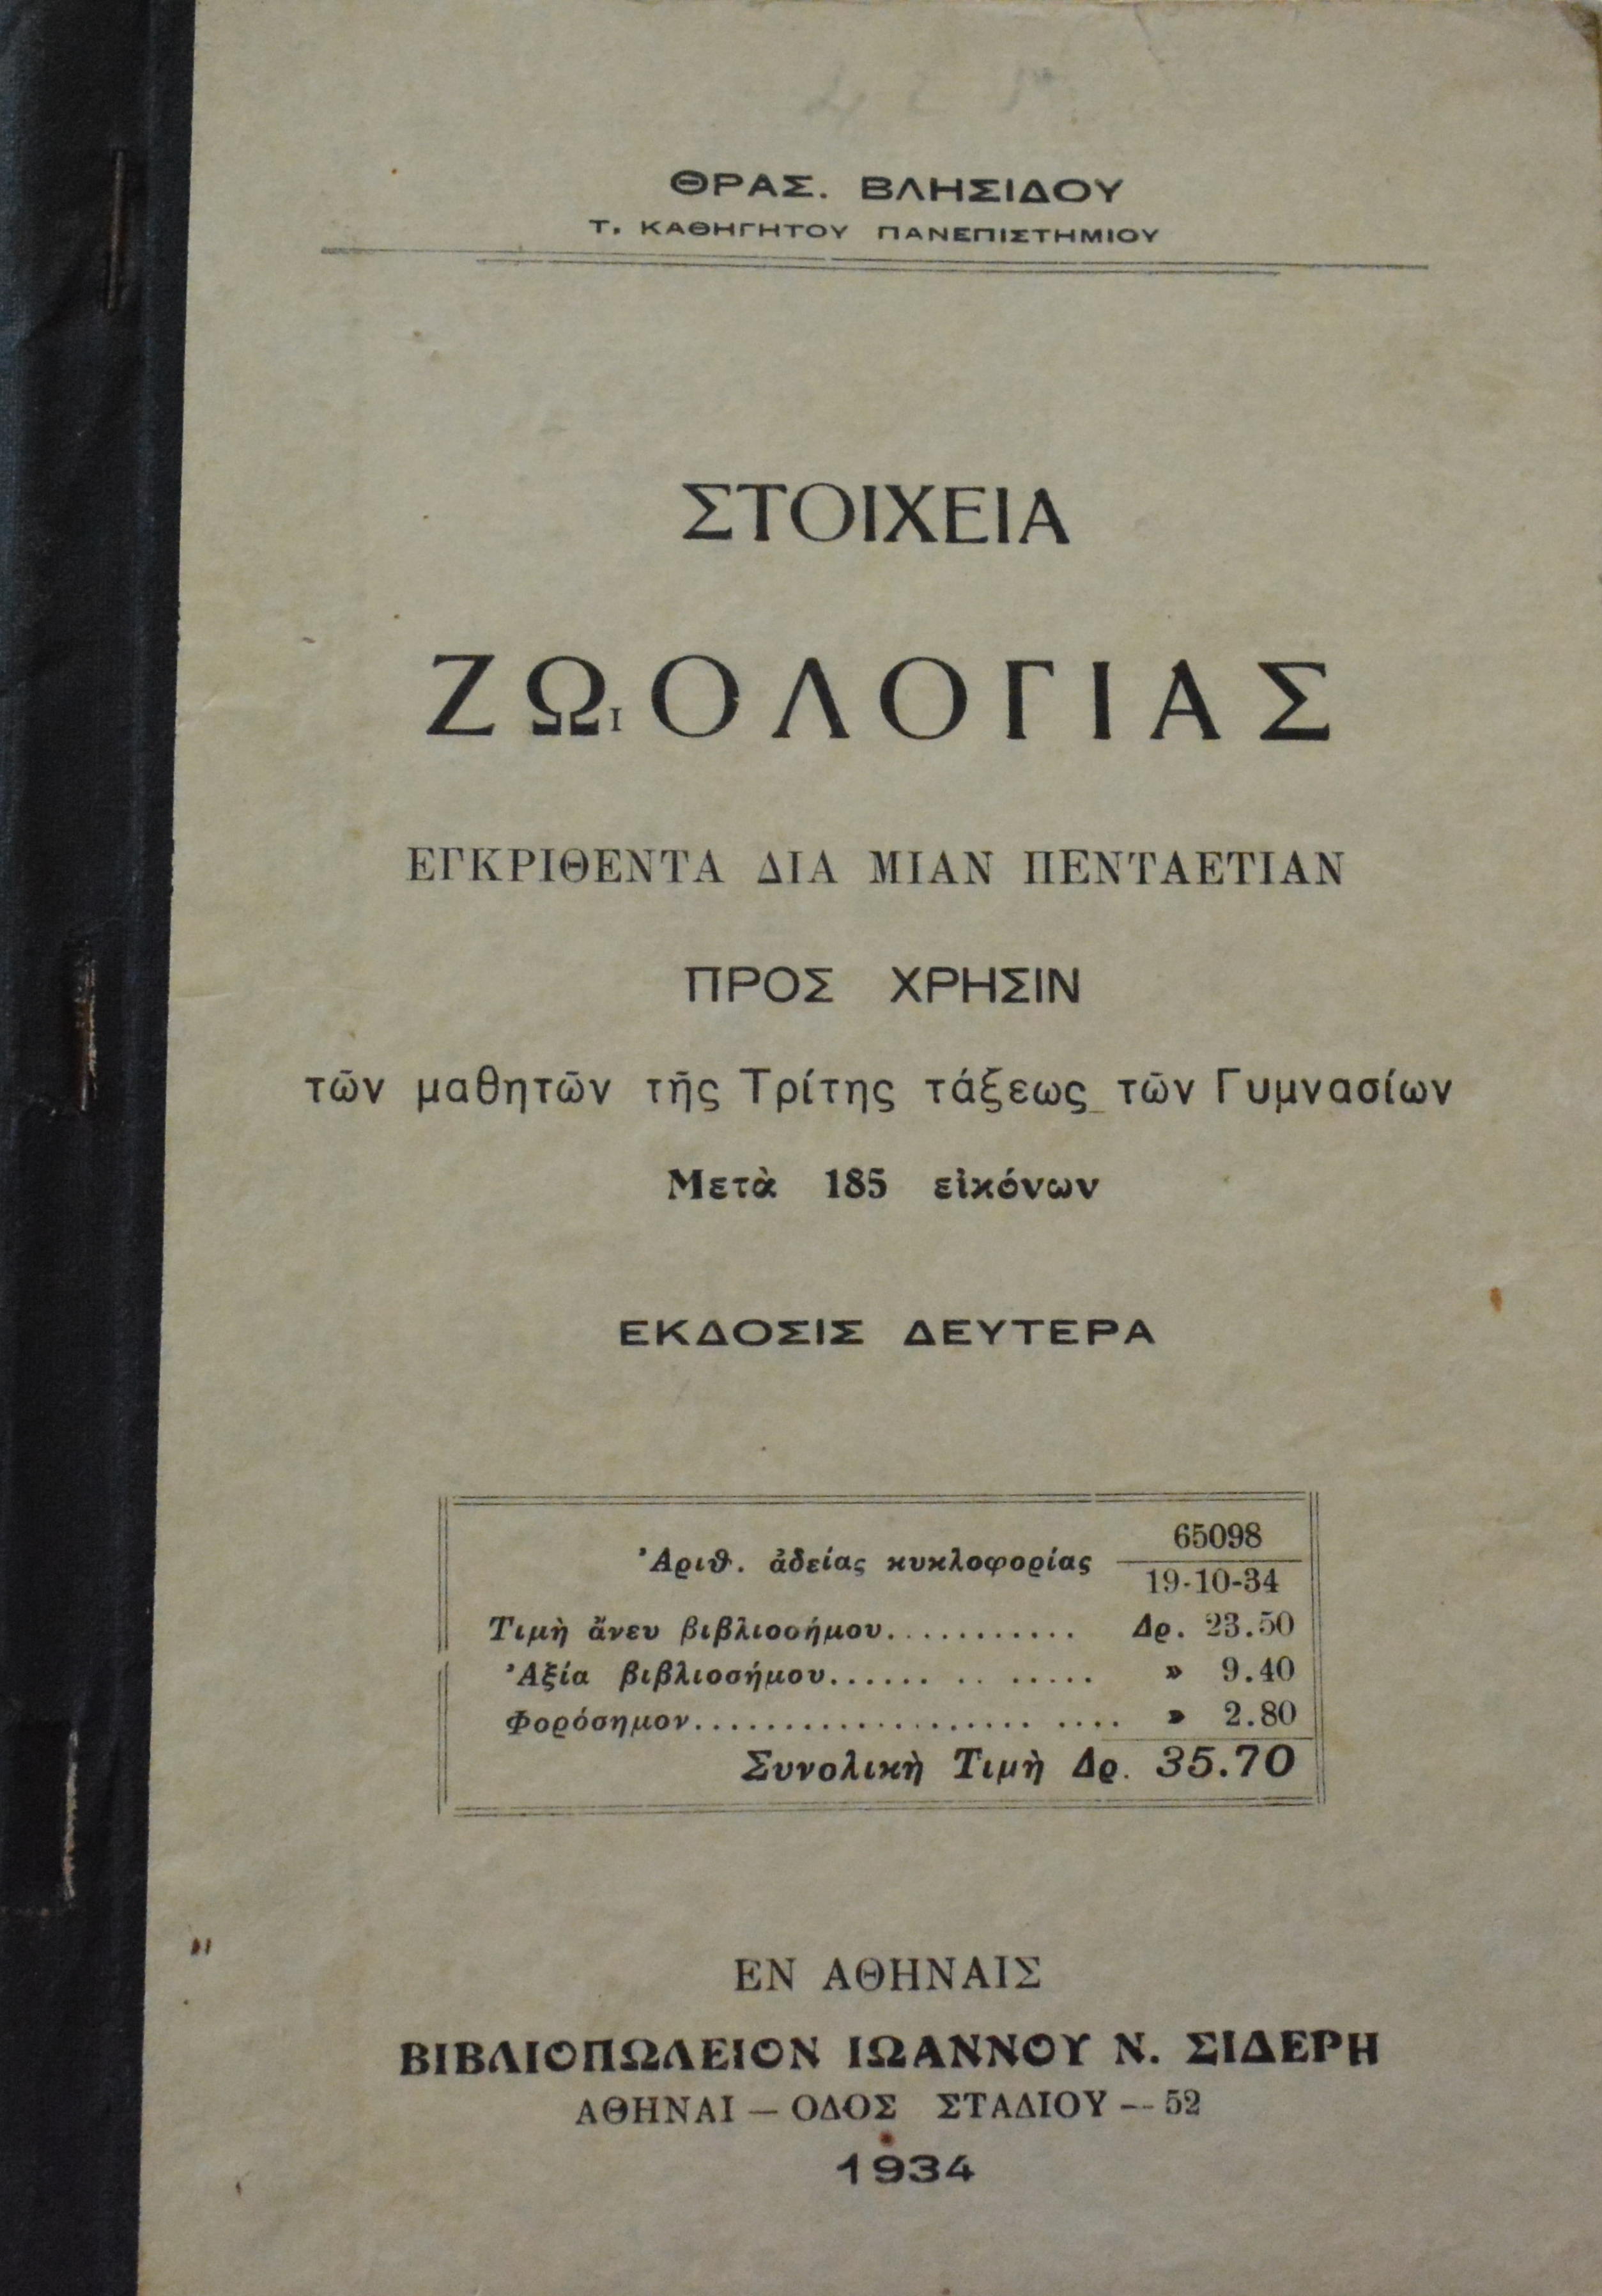 ΘΡΑΣ. ΒΛΗΣΙΔΟΥ
Τ. ΚΑΘΗΓΗΤΟΥ ΠΑΝΕΠΙΣΤΗΜΙΟΥ
ΣΤΟΙΧΕΙΑ
ΖΩΙΟΛΟΓΙΑΣ
ΕΓΚΡΙΘΕΝΤΑ ΔΙΑ ΜΙΑΝ ΠΕΝΤΑΕΤΙΑΝ
ΠΡΟΣ ΧΡΗΣΙΝ
τῶν μαθητῶν τῆς Τρίτης τάξεως τῶν Γυμνασίων
Μετὰ 185 εἰκόνων
ΕΚΔΟΣΙΣ ΔΕΥΤΕΡΑ
Ἀριθ. ἀδείας κυκλοφορίας 65098
19-10-34
Τιμὴ ἄνευ βιβλιοσήμου........... Δρ. 23.50
Ἀξία βιβλιοσήμου...... .. ..... » 9.40
Φορόσημον................... .... » 2.80
Συνολικὴ Τιμὴ Δρ. 35.70
ΕΝ ΑΘΗΝΑΙΣ
ΒΙΒΛΙΟΠΩΛΕΙΟΝ ΙΩΑΝΝΟΥ Ν. ΣΙΔΕΡΗ
ΑΘΗΝΑΙ — ΟΔΟΣ ΣΤΑΔΙΟΥ — 52
1934